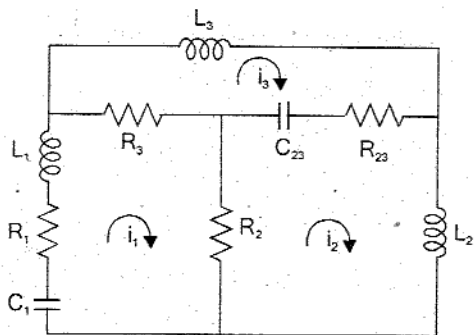 L₃
i₃
R₃
C₂₃
R₂₃
L₁
R₁
i₁
R₂
i₂
L₂
C₁